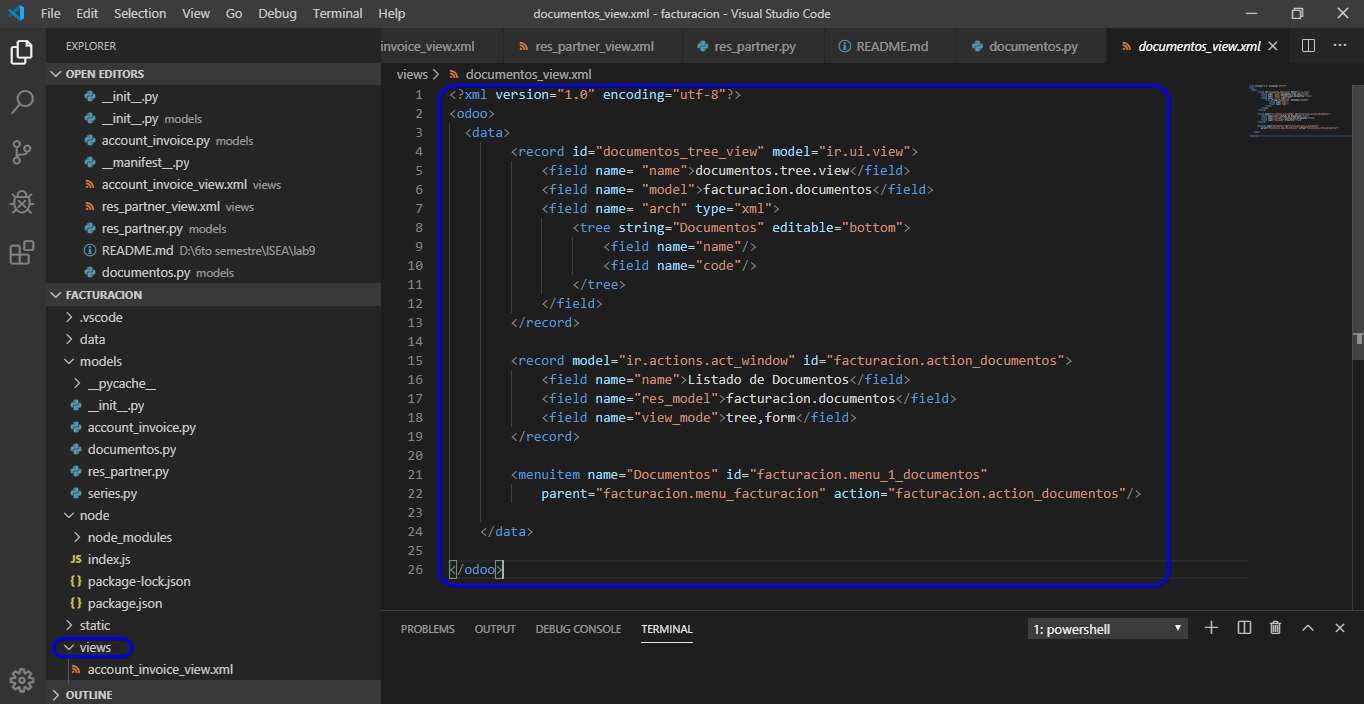 File Edit Selection View Go Debug Terminal Help documentos_view.xml - facturacion - Visual Studio Code
EXPLORER
invoice_view.xml res_partner_view.xml res_partner.py README.md documentos.py documentos_view.xml
OPEN EDITORS
__init__.py
__init__.py models
account_invoice.py models
__manifest__.py
account_invoice_view.xml views
res_partner_view.xml views
res_partner.py models
README.md D:\6to semestre\ISEA\lab9
documentos.py models
FACTURACION
.vscode
data
models
__pycache__
__init__.py
account_invoice.py
documentos.py
res_partner.py
series.py
node
node_modules
JS index.js
{} package-lock.json
{} package.json
static
views
account_invoice_view.xml
OUTLINE
views > documentos_view.xml
1 <?xml version="1.0" encoding="utf-8"?>
2 <odoo>
3 <data>
4 <record id="documentos_tree_view" model="ir.ui.view">
5 <field name= "name">documentos.tree.view</field>
6 <field name= "model">facturacion.documentos</field>
7 <field name= "arch" type="xml">
8 <tree string="Documentos" editable="bottom">
9 <field name="name"/>
10 <field name="code"/>
11 </tree>
12 </field>
13 </record>
14
15 <record model="ir.actions.act_window" id="facturacion.action_documentos">
16 <field name="name">Listado de Documentos</field>
17 <field name="res_model">facturacion.documentos</field>
18 <field name="view_mode">tree,form</field>
19 </record>
20
21 <menuitem name="Documentos" id="facturacion.menu_1_documentos"
22 parent="facturacion.menu_facturacion" action="facturacion.action_documentos"/>
23
24 </data>
25
26 </odoo>
PROBLEMS OUTPUT DEBUG CONSOLE TERMINAL 1: powershell